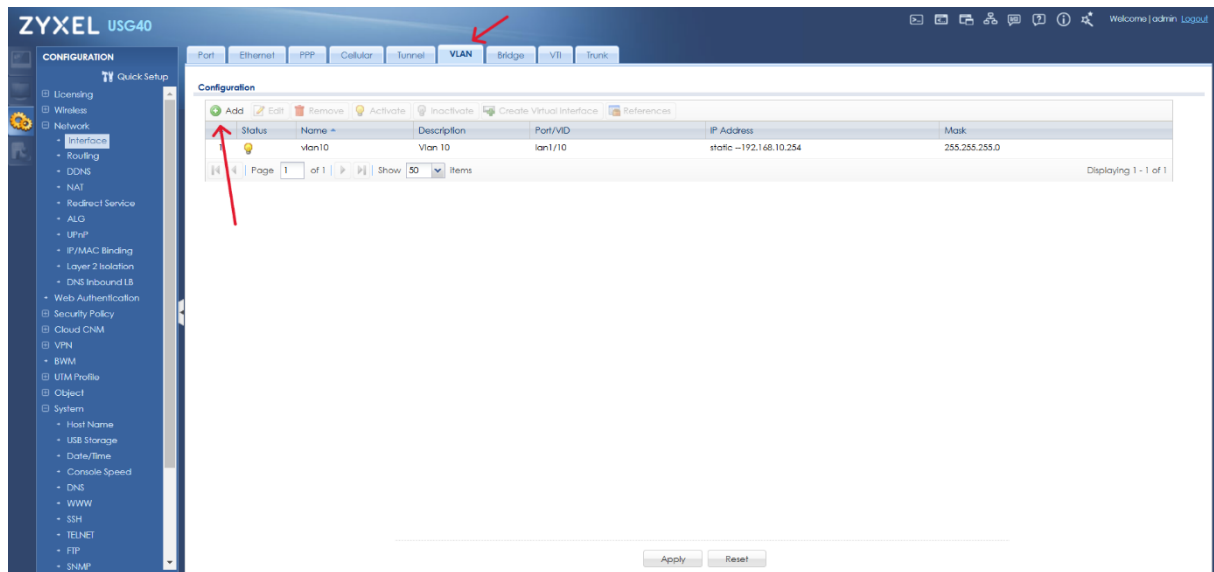 ZYXEL USG40
Welcome | admin Logout
CONFIGURATION
Quick Setup
Licensing
Wireless
Network
Interface
Routing
DDNS
NAT
Redirect Service
ALG
UPnP
IP/MAC Binding
Layer 2 Isolation
DNS Inbound LB
Web Authentication
Security Policy
Cloud CNM
VPN
BWM
UTM Profile
Object
System
Host Name
USB Storage
Date/Time
Console Speed
DNS
WWW
SSH
TELNET
FTP
SNMP
Port Ethernet PPP Cellular Tunnel VLAN Bridge VTI Trunk
Configuration
Add Edit Remove Activate Inactivate Create Virtual Interface References
Status Name Description Port/VID IP Address Mask
1 vlan10 Vlan 10 lan1/10 static --192.168.10.254 255.255.255.0
Page 1 of 1 Show 50 items Displaying 1 - 1 of 1
Apply Reset